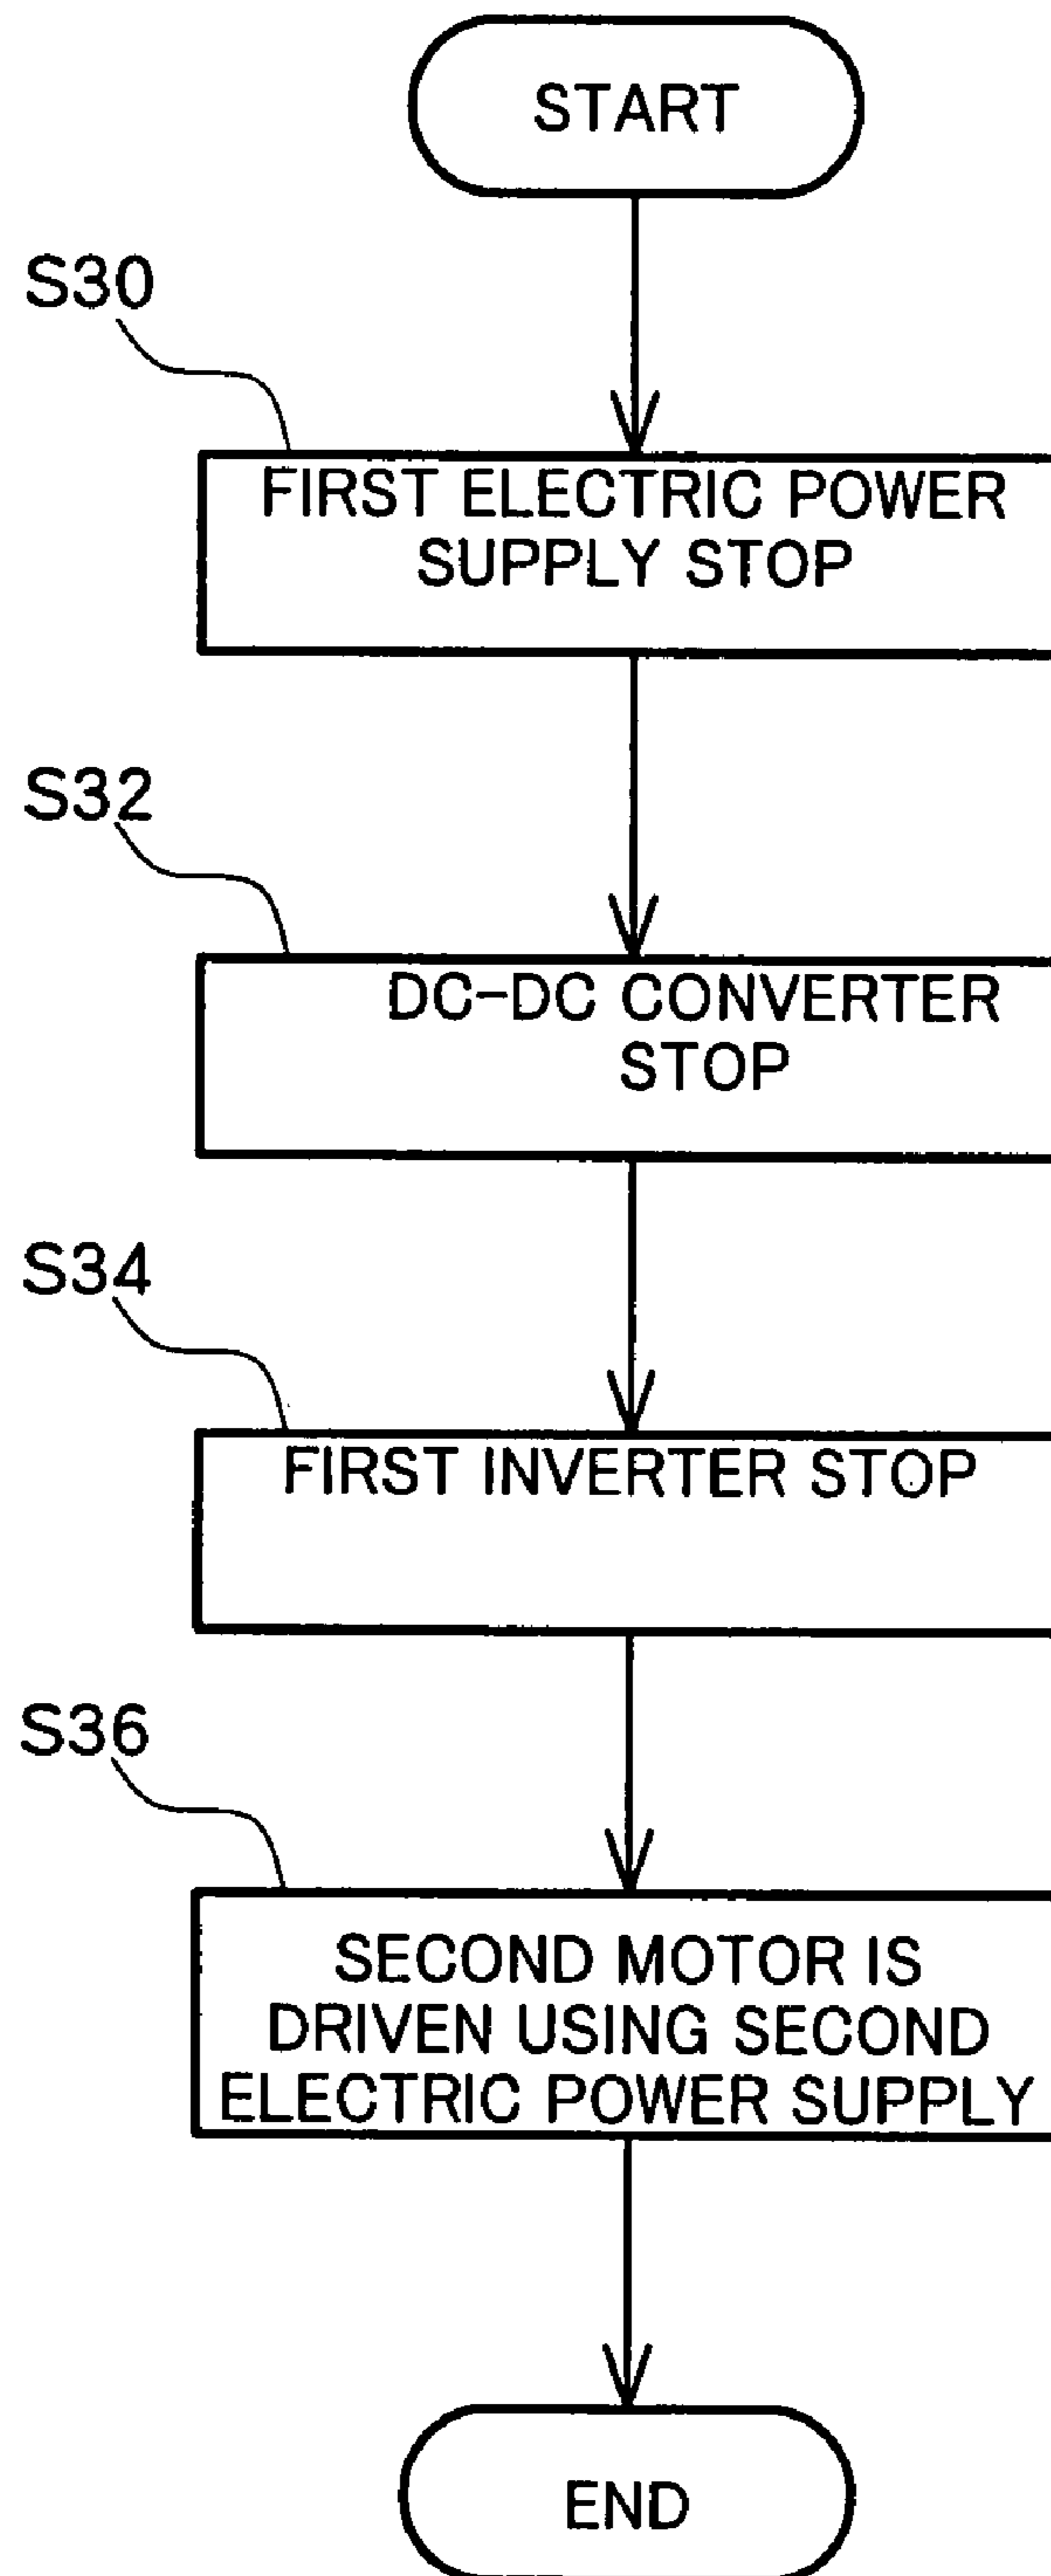 START
S30
FIRST ELECTRIC POWER
SUPPLY STOP
S32
DC-DC CONVERTER
STOP
S34
FIRST INVERTER STOP
S36
SECOND MOTOR IS
DRIVEN USING SECOND
ELECTRIC POWER SUPPLY
END